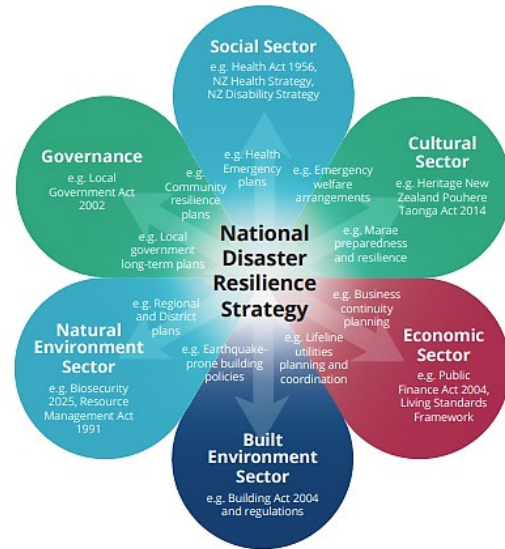 Social Sector
e.g. Health Act 1956,
NZ Health Strategy,
NZ Disability Strategy
Governance
e.g. Local
Government Act
2002
Cultural
Sector
e.g. Heritage New
Zealand Pouhere
Taonga Act 2014
e.g. Health
Emergency
plans
e.g.
Community
resilience
plans
e.g. Emergency
welfare
arrangements
e.g. Local
government
long-term plans
e.g. Marae
preparedness
and resilience
National
Disaster
Resilience
Strategy
e.g. Regional
and District
plans
e.g. Business
continuity
planning
e.g. Earthquake-
prone building
policies
e.g. Lifeline
utilities
planning and
coordination
Natural
Environment
Sector
e.g. Biosecurity
2025, Resource
Management Act
1991
Economic
Sector
e.g. Public
Finance Act 2004,
Living Standards
Framework
Built
Environment
Sector
e.g. Building Act 2004
and regulations